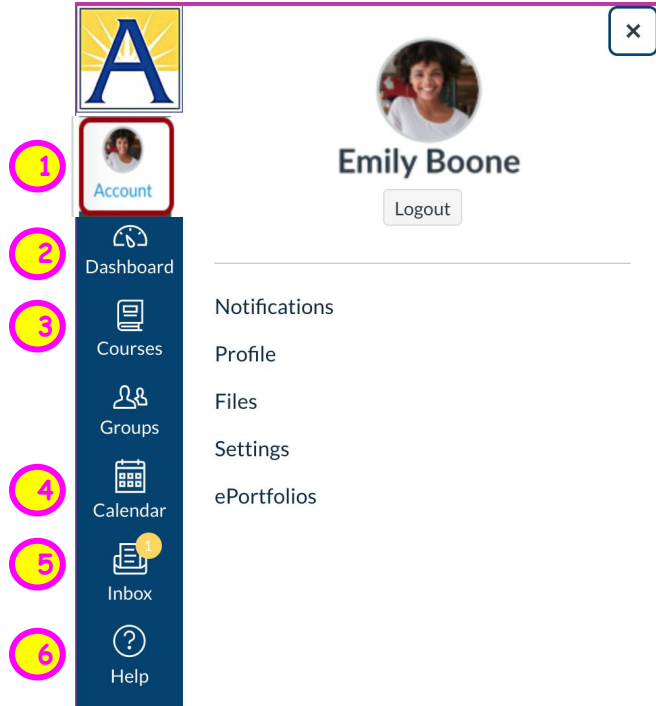 A
×
Emily Boone
Logout
1
Account
2
Dashboard
3
Courses
Groups
4
Calendar
5
1
Inbox
6
Help
Notifications
Profile
Files
Settings
ePortfolios